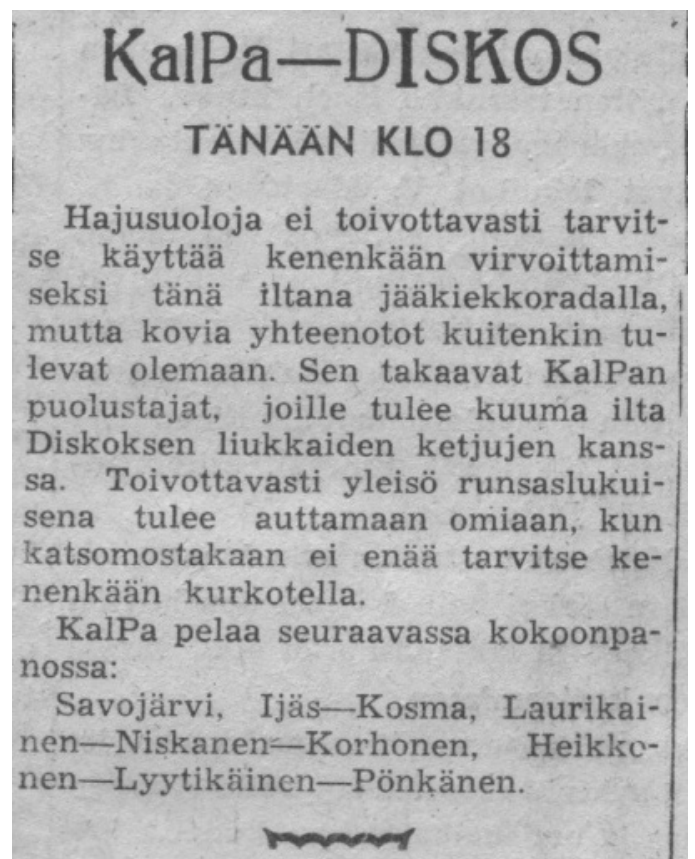 KalPa—DISKOS
TÄNÄÄN KLO 18
Hajusuoloja ei toivottavasti tarvit-
se käyttää kenenkään virvoittami-
seksi tänä iltana jääkiekkoradalla,
mutta kovia yhteenotot kuitenkin tu-
levat olemaan. Sen takaavat KalPan
puolustajat, joille tulee kuuma ilta
Diskoksen liukkaiden ketjujen kans-
sa. Toivottavasti yleisö runsaslukui-
sena tulee auttamaan omiaan, kun
katsomostakaan ei enää tarvitse ke-
nenkään kurkotella.
KalPa pelaa seuraavassa kokoonpa-
nossa:
Savojärvi, Ijäs—Kosma, Laurikai-
nen—Niskanen—Korhonen, Heikko-
nen—Lyytikäinen—Pönkänen.